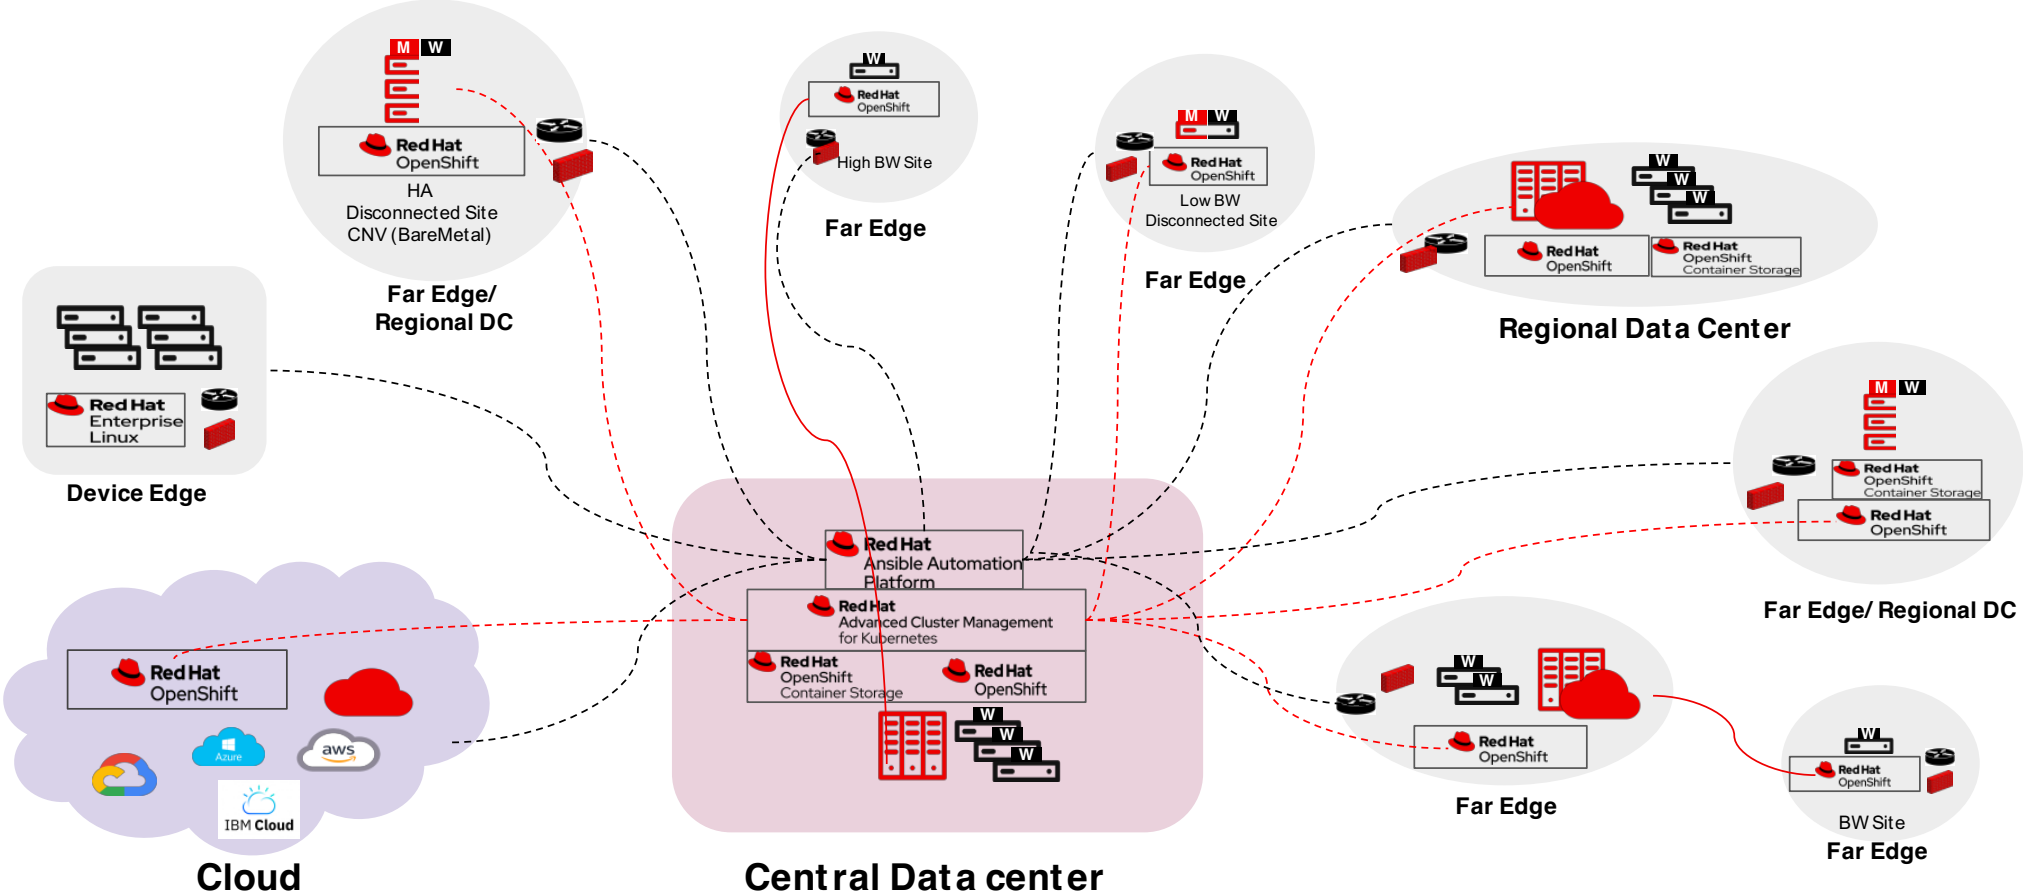 M W
Red Hat
OpenShift
HA
Disconnected Site
CNV (BareMetal)
Far Edge/
Regional DC
W
Red Hat
OpenShift
High BW Site
Far Edge
M W
Red Hat
OpenShift
Low BW
Disconnected Site
Far Edge
W
W
W
Red Hat
OpenShift
Red Hat
OpenShift
Container Storage
Regional Data Center
Red Hat
Enterprise
Linux
Device Edge
M W
Red Hat
OpenShift
Container Storage
Red Hat
OpenShift
Far Edge/ Regional DC
Red Hat
Ansible Automation
Platform
Red Hat
Advanced Cluster Management
for Kubernetes
Red Hat
OpenShift
Container Storage
Red Hat
OpenShift
W
W
W
Central Data center
Red Hat
OpenShift
Azure
aws
IBM Cloud
Cloud
W
W
Red Hat
OpenShift
Far Edge
W
Red Hat
OpenShift
BW Site
Far Edge